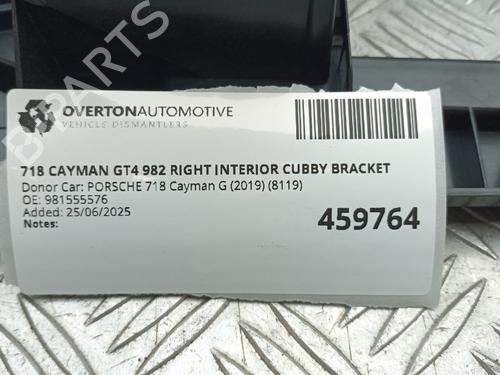 B-PARTS
OVERTONAUTOMOTIVE
VEHICLE DISMANTLERS
718 CAYMAN GT4 982 RIGHT INTERIOR CUBBY BRACKET
Donor Car: PORSCHE 718 Cayman G (2019) (8119)
OE: 981555576
Added: 25/06/2025
Notes:
459764